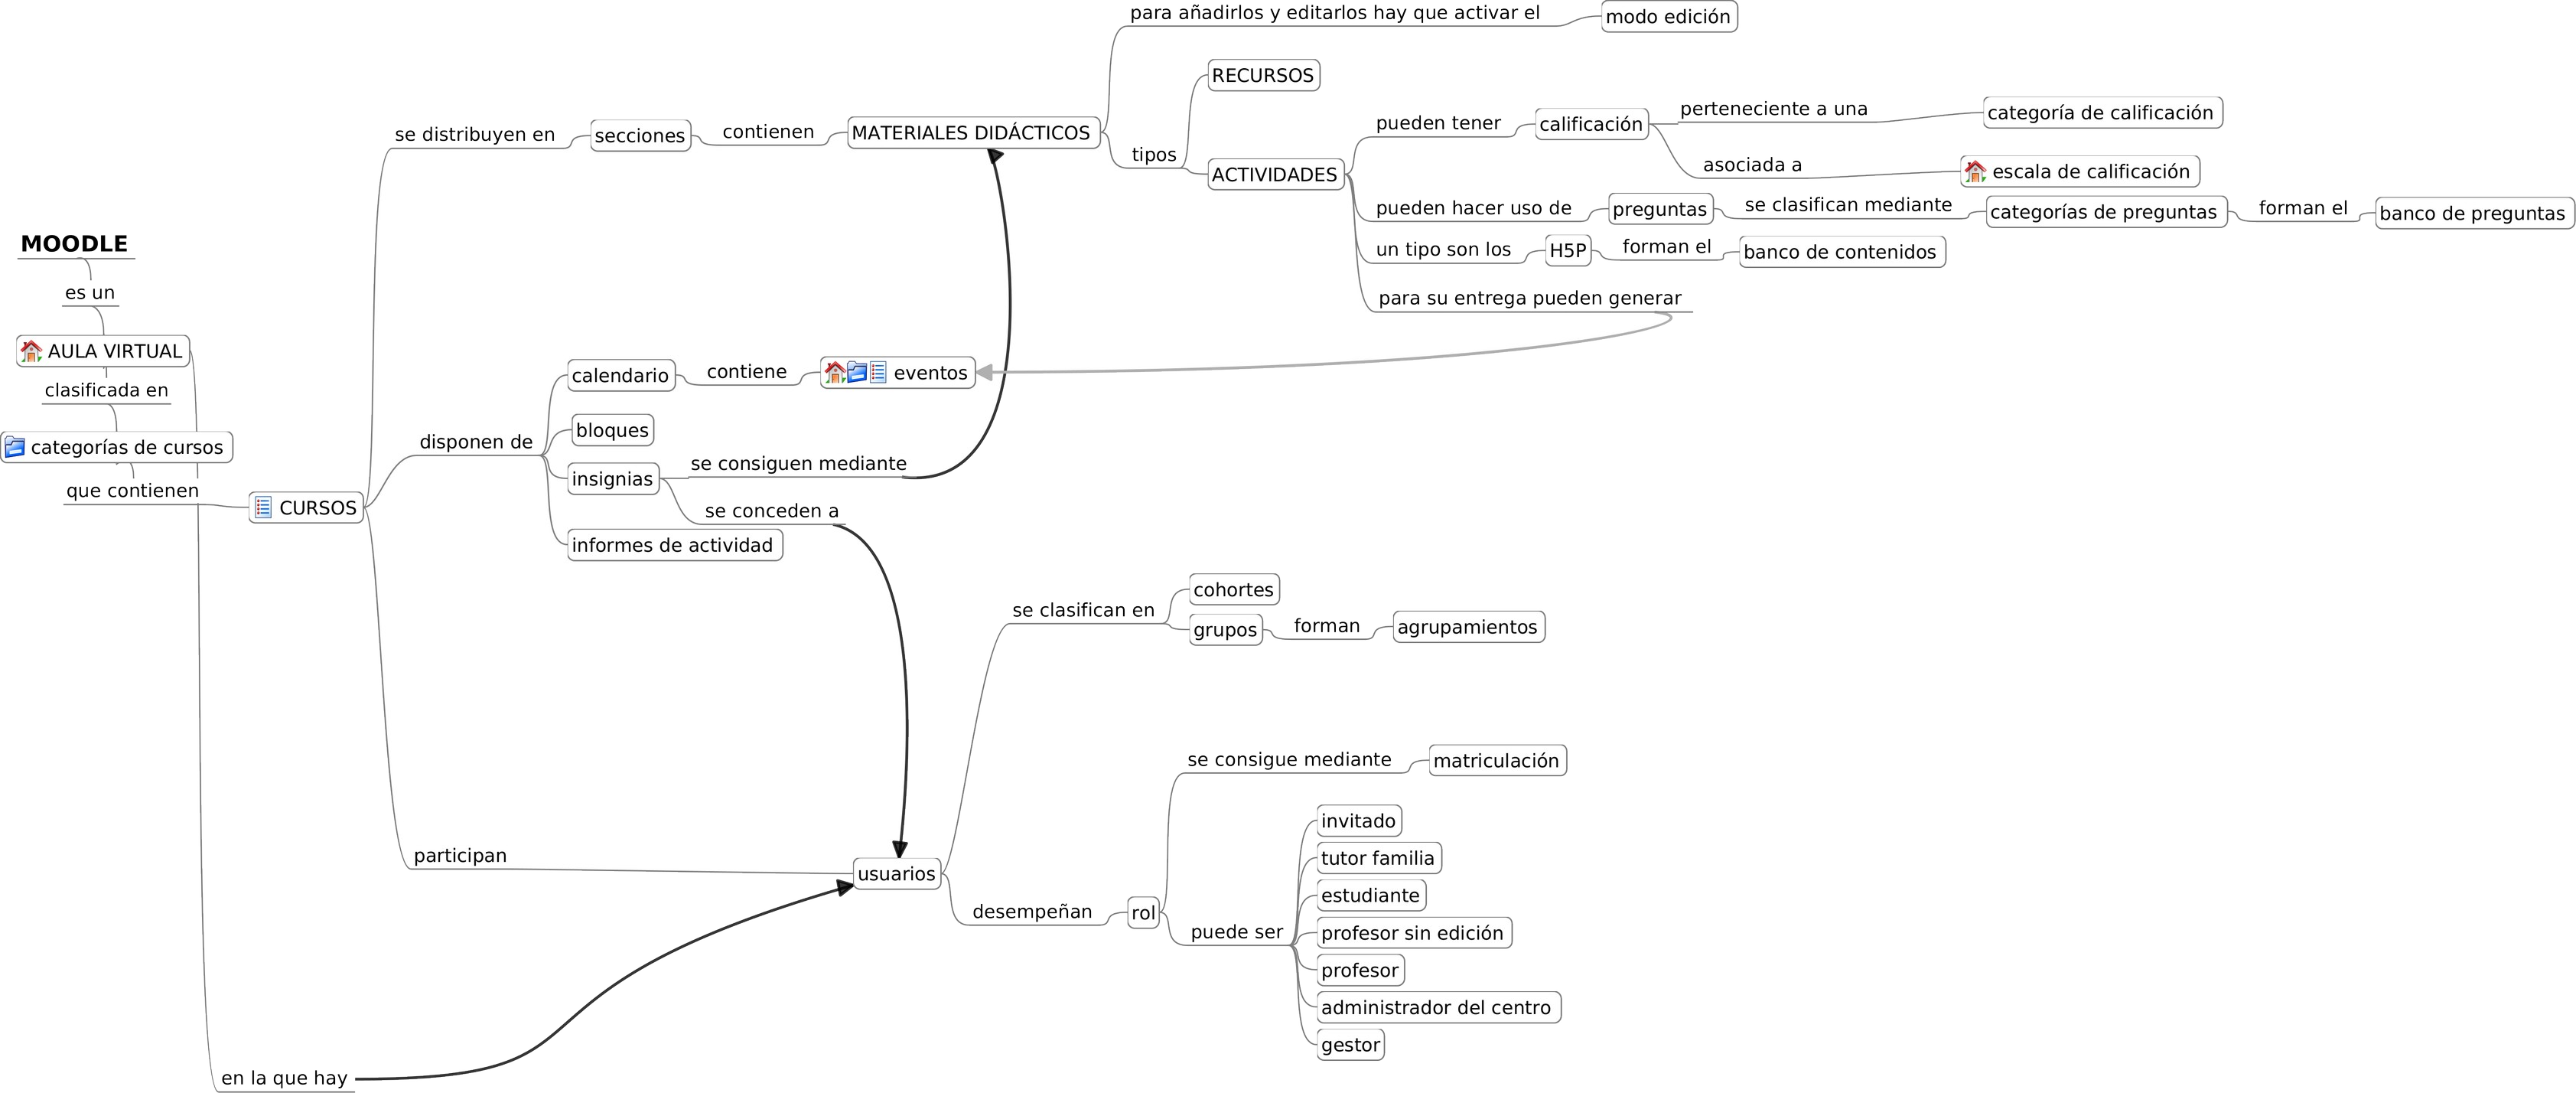 MOODLE
es un
AULA VIRTUAL
clasificada en
categorías de cursos
que contienen
CURSOS
se distribuyen en
secciones
contienen
MATERIALES DIDÁCTICOS
para añadirlos y editarlos hay que activar el
modo edición
tipos
RECURSOS
ACTIVIDADES
pueden tener
calificación
perteneciente a una
categoría de calificación
asociada a
escala de calificación
pueden hacer uso de
preguntas
se clasifican mediante
categorías de preguntas
forman el
banco de preguntas
un tipo son los
H5P
forman el
banco de contenidos
para su entrega pueden generar
disponen de
calendario
contiene
eventos
bloques
insignias
se consiguen mediante
se conceden a
informes de actividad
participan
usuarios
se clasifican en
cohortes
grupos
forman
agrupamientos
desempeñan
rol
se consigue mediante
matriculación
puede ser
invitado
tutor familia
estudiante
profesor sin edición
profesor
administrador del centro
gestor
en la que hay